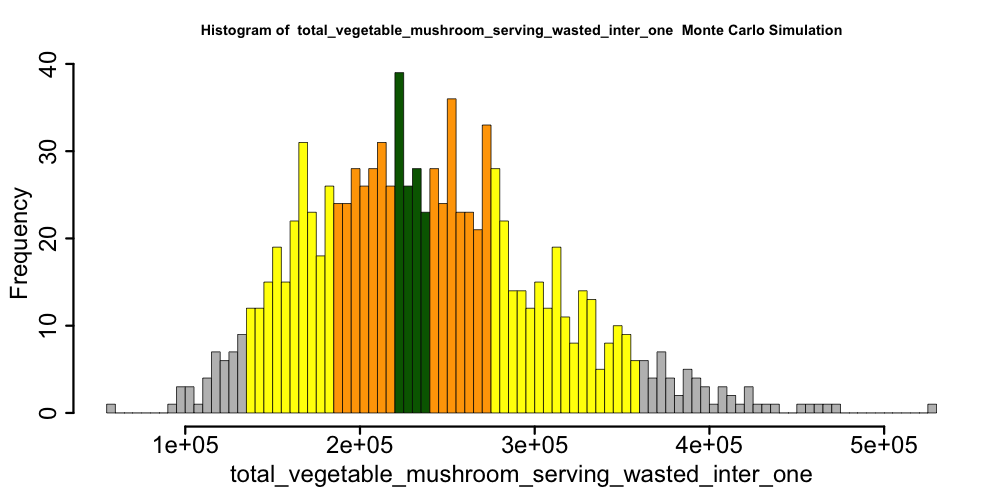 Histogram of  total_vegetable_mushroom_serving_wasted_inter_one  Monte Carlo Simulation
Frequency
40
30
20
10
0
1e+05 2e+05 3e+05 4e+05 5e+05
total_vegetable_mushroom_serving_wasted_inter_one